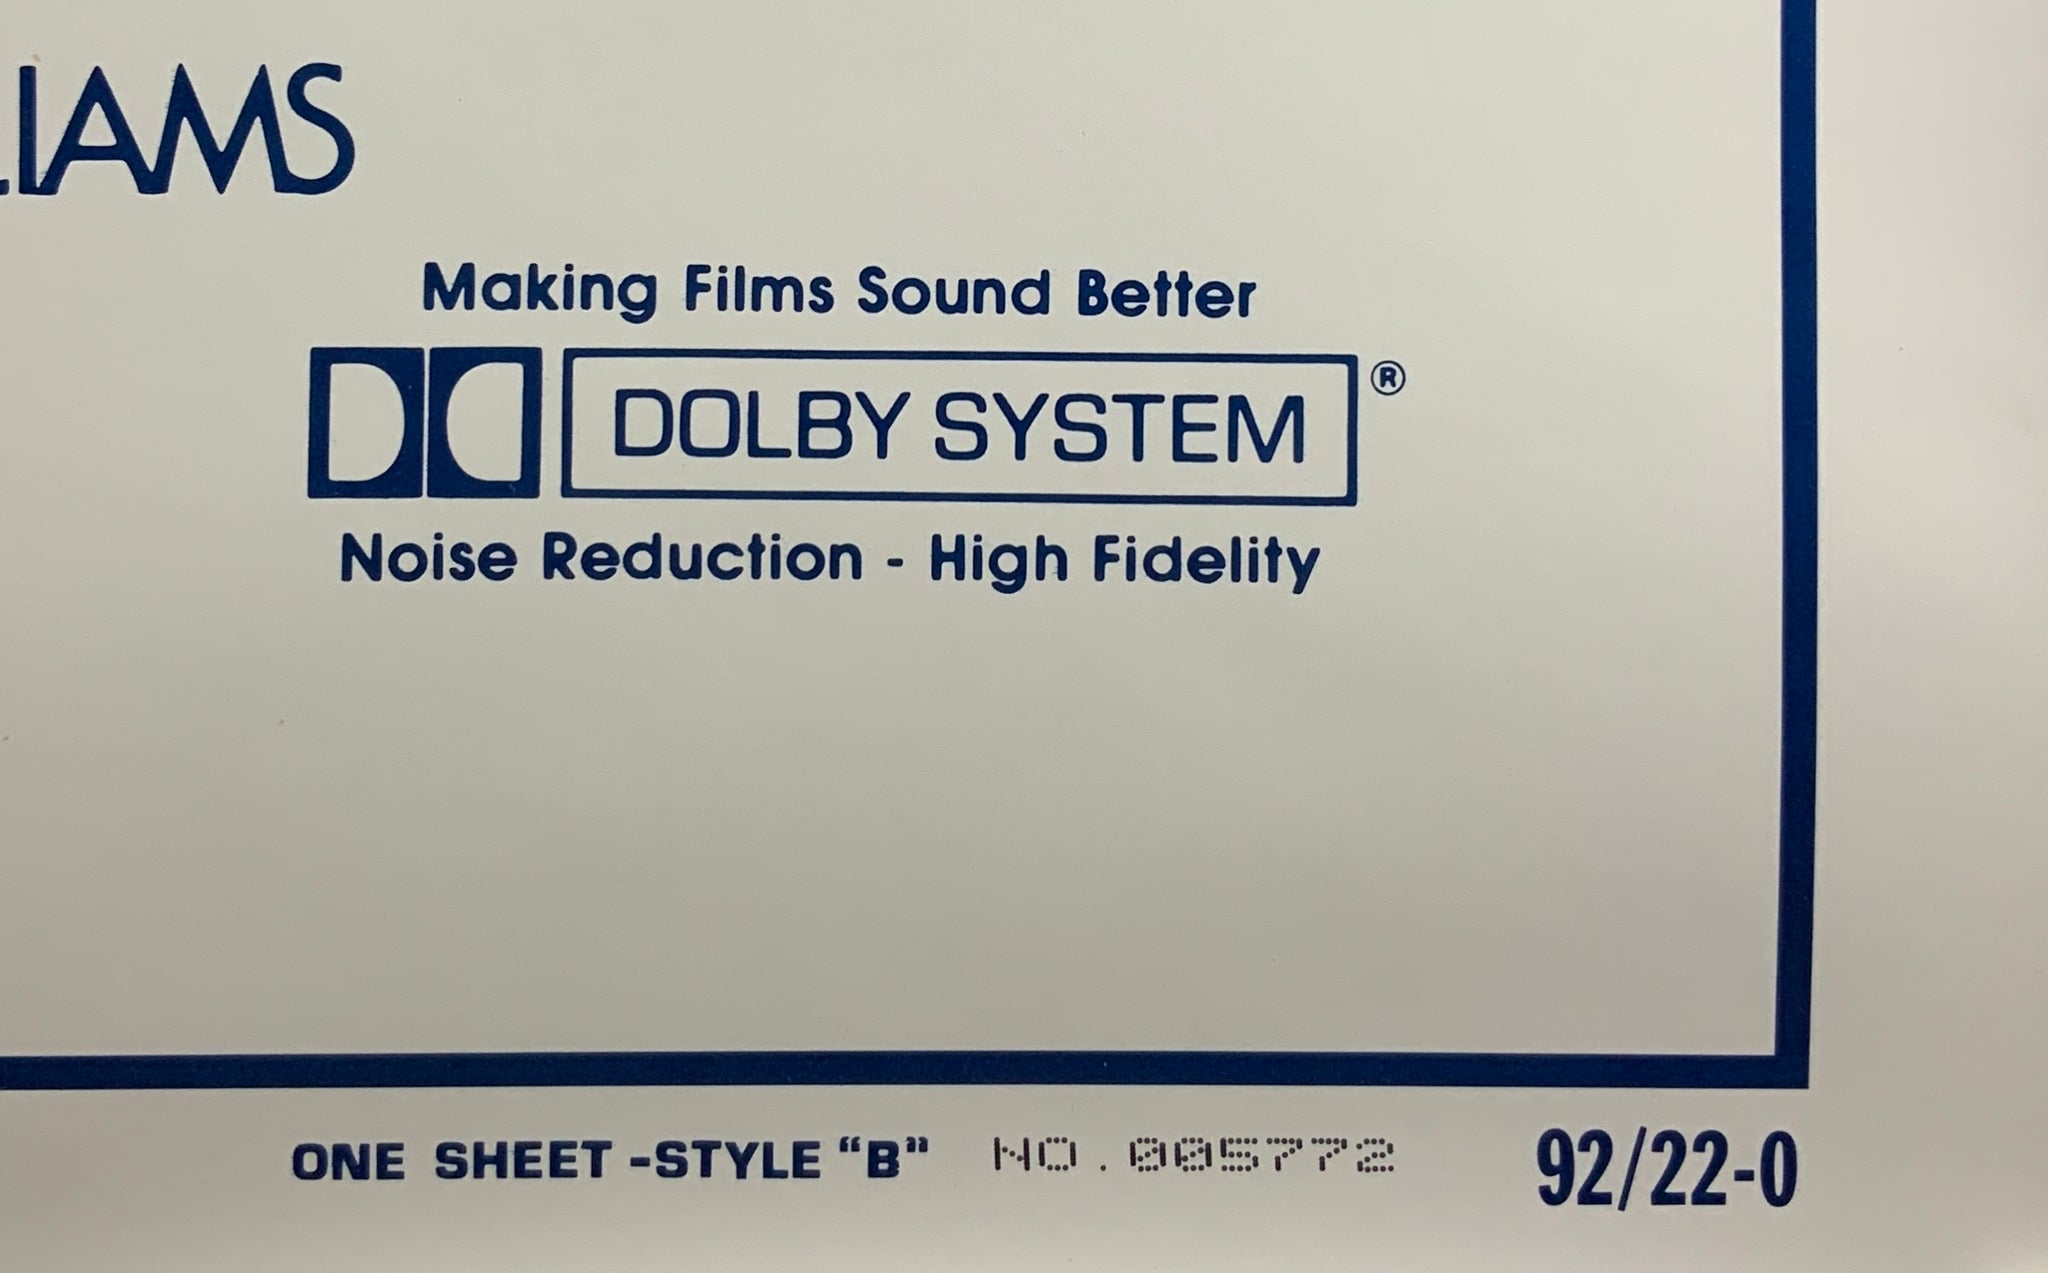 LIAMS
Making Films Sound Better
DOLBY SYSTEM®
Noise Reduction - High Fidelity
ONE SHEET -STYLE “B” NO.005772 92/22-0